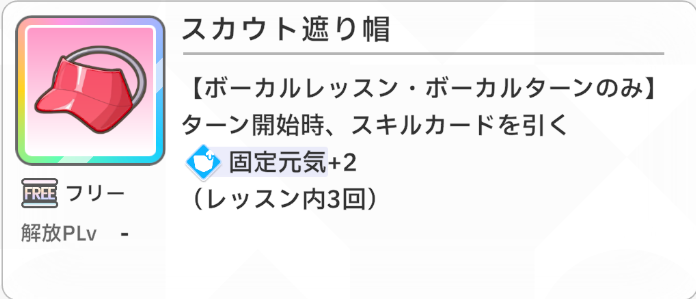 スカウト遮り帽
【ボーカルレッスン・ボーカルターンのみ】
ターン開始時、スキルカードを引く
固定元気+2
（レッスン内3回）
FREE フリー
解放PLv -